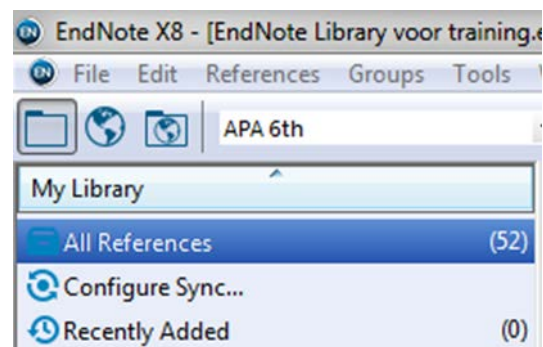 EndNote X8 - [EndNote Library voor training.e
File Edit References Groups Tools
APA 6th
My Library
All References (52)
Configure Sync...
Recently Added (0)